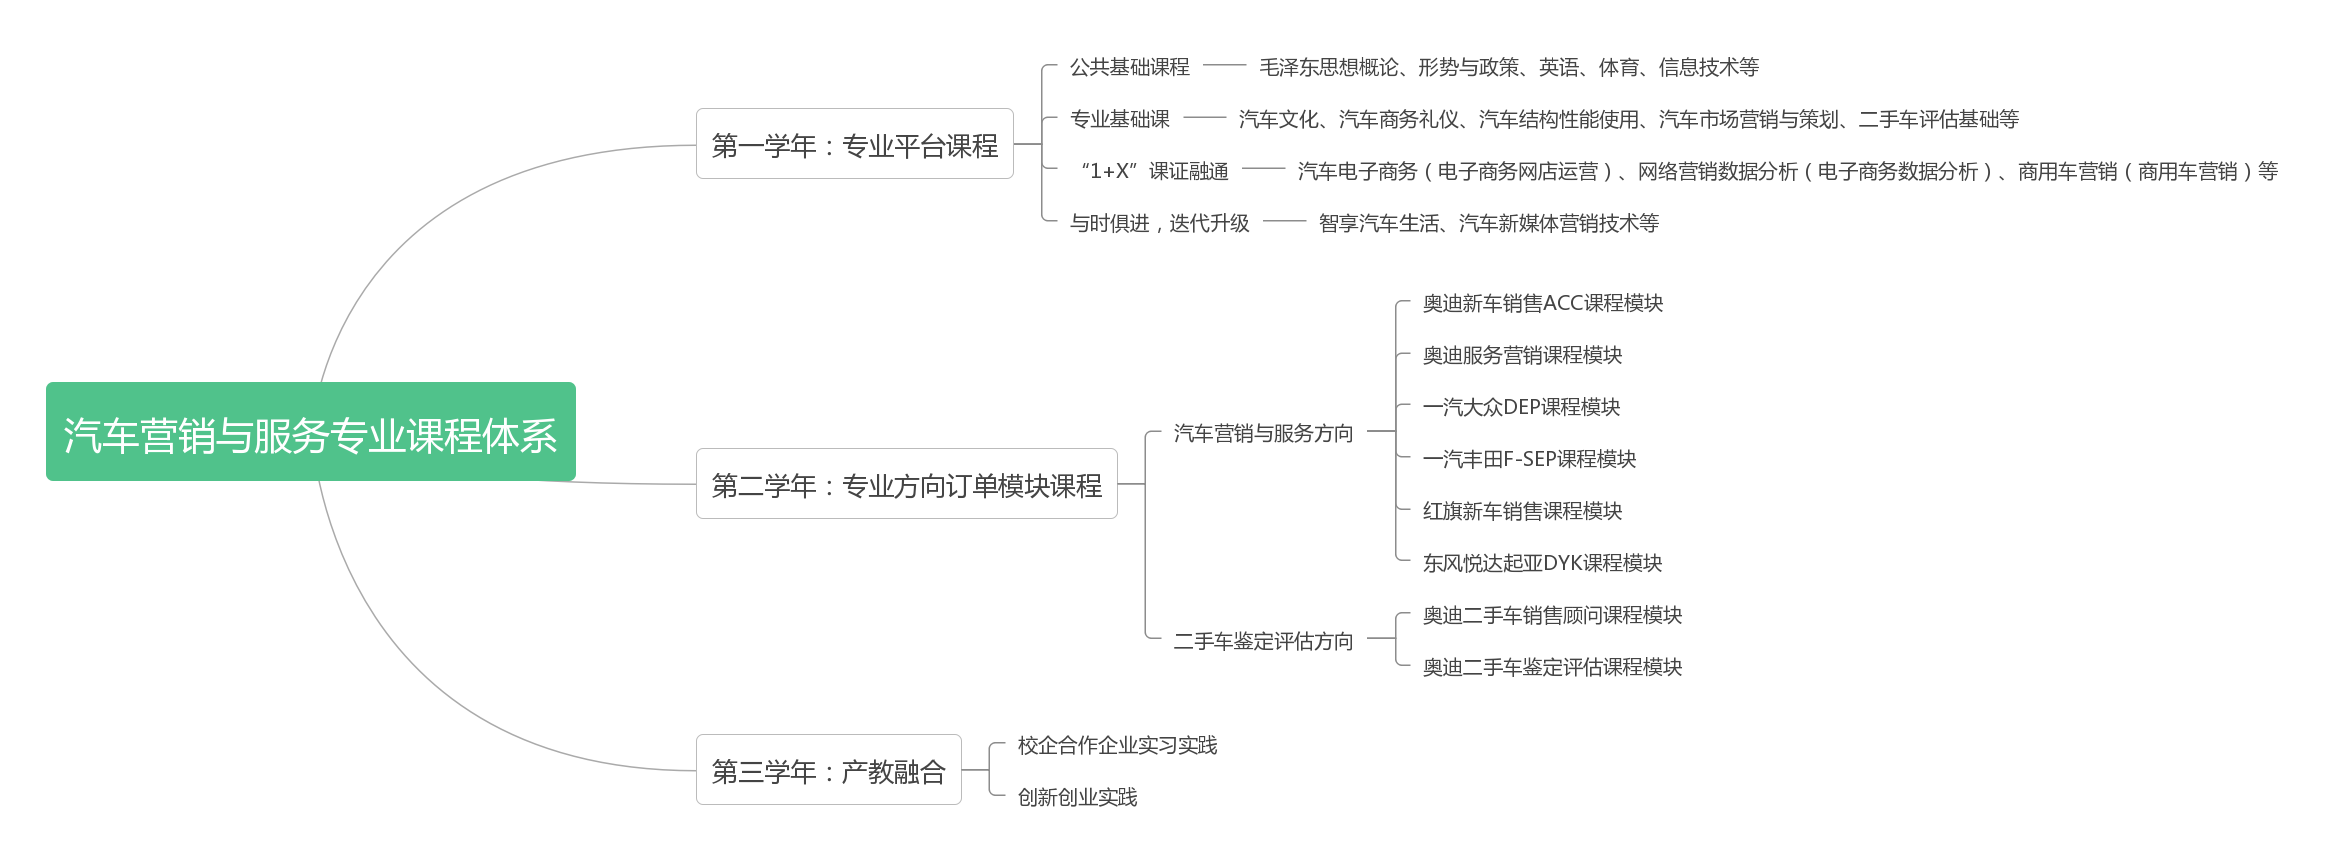 汽车营销与服务专业课程体系
第一学年：专业平台课程
公共基础课程
毛泽东思想概论、形势与政策、英语、体育、信息技术等
专业基础课
汽车文化、汽车商务礼仪、汽车结构性能使用、汽车市场营销与策划、二手车评估基础等
“1+X”课证融通
汽车电子商务（电子商务网店运营）、网络营销数据分析（电子商务数据分析）、商用车营销（商用车营销）等
与时俱进，迭代升级
智享汽车生活、汽车新媒体营销技术等
第二学年：专业方向订单模块课程
汽车营销与服务方向
奥迪新车销售ACC课程模块
奥迪服务营销课程模块
一汽大众DEP课程模块
一汽丰田F-SEP课程模块
红旗新车销售课程模块
东风悦达起亚DYK课程模块
二手车鉴定评估方向
奥迪二手车销售顾问课程模块
奥迪二手车鉴定评估课程模块
第三学年：产教融合
校企合作企业实习实践
创新创业实践